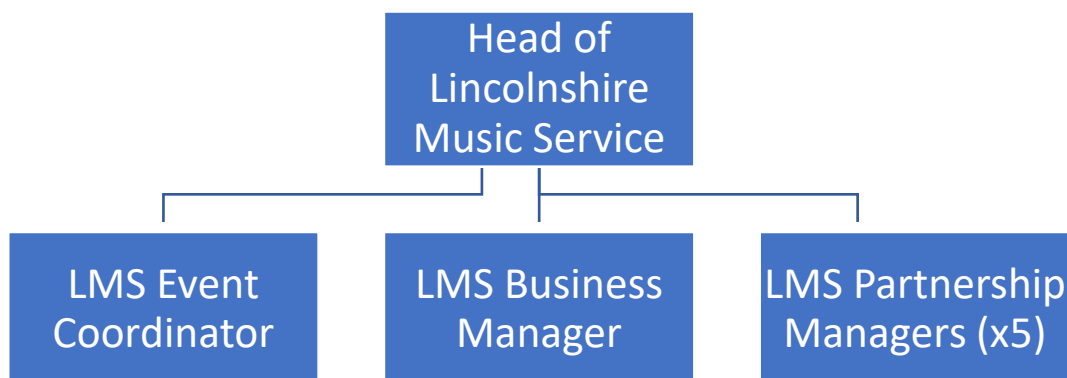 Head of
Lincolnshire
Music Service
LMS Event
Coordinator
LMS Business
Manager
LMS Partnership
Managers (x5)